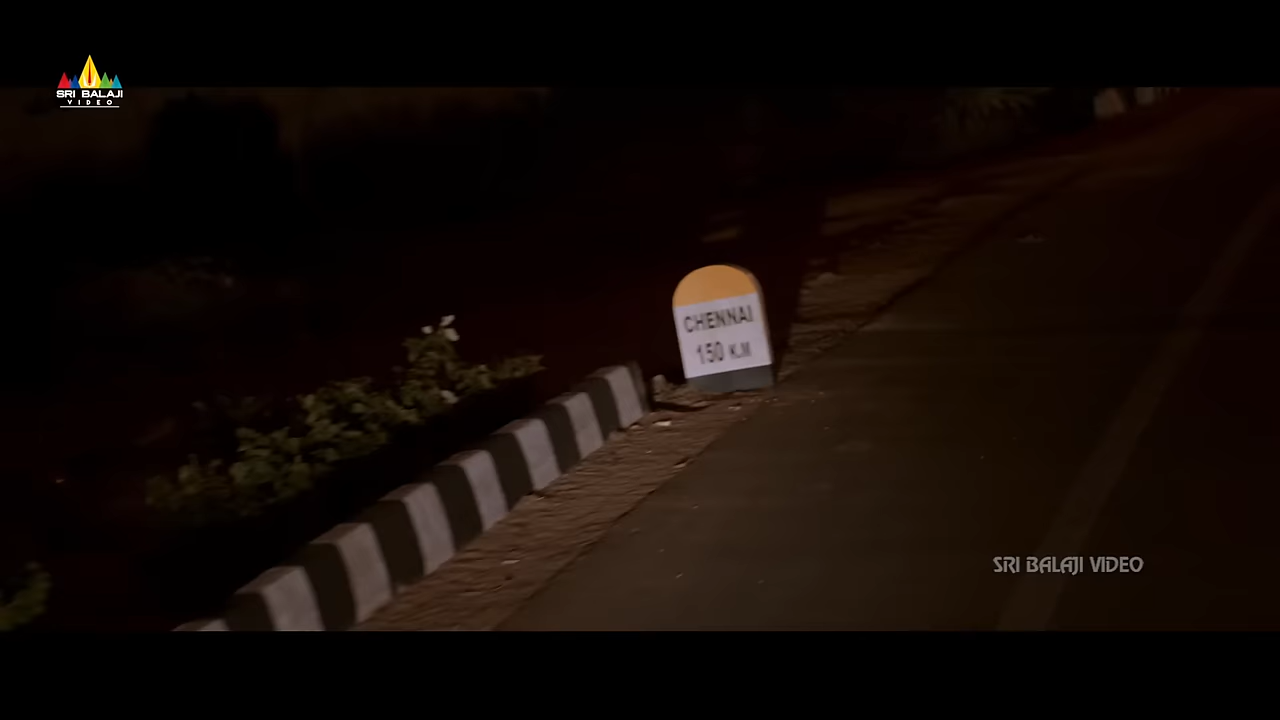 SRI BALAJI
VIDEO
CHENNAI
150 K.M
SRI BALAJI VIDEO